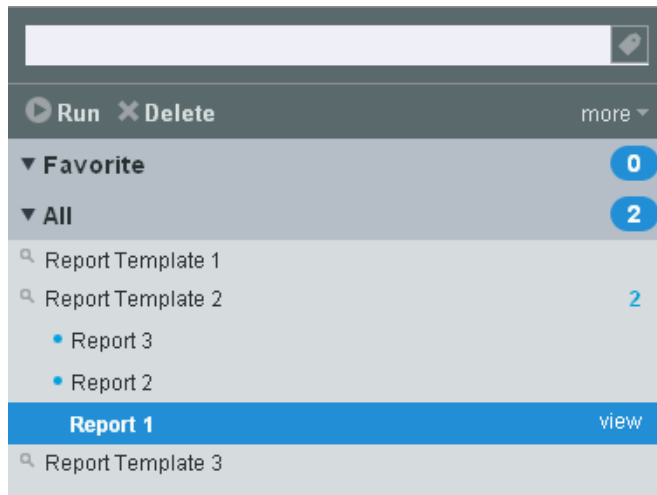 Run Delete more
Favorite 0
All 2
Report Template 1
Report Template 2 2
Report 3
Report 2
Report 1 view
Report Template 3